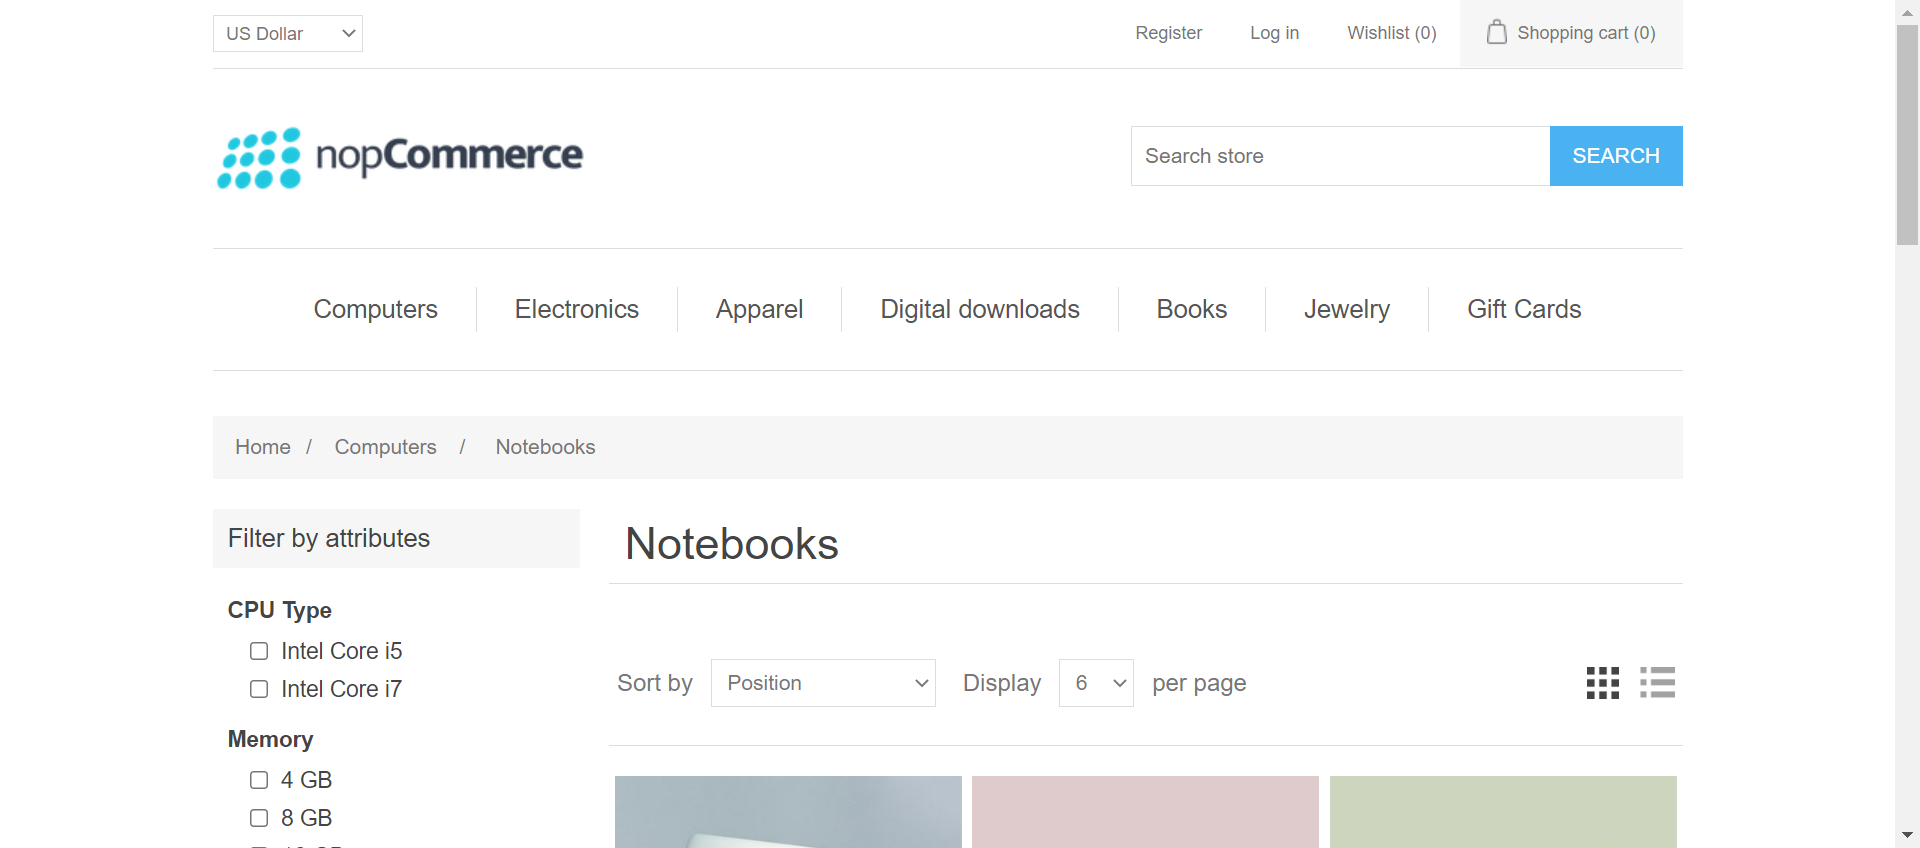 US Dollar
Register
Log in
Wishlist (0)
Shopping cart (0)
nopCommerce
Search store
SEARCH
Computers
Electronics
Apparel
Digital downloads
Books
Jewelry
Gift Cards
Home / Computers / Notebooks
Filter by attributes
CPU Type
Intel Core i5
Intel Core i7
Memory
4 GB
8 GB
Notebooks
Sort by Position Display 6 per page